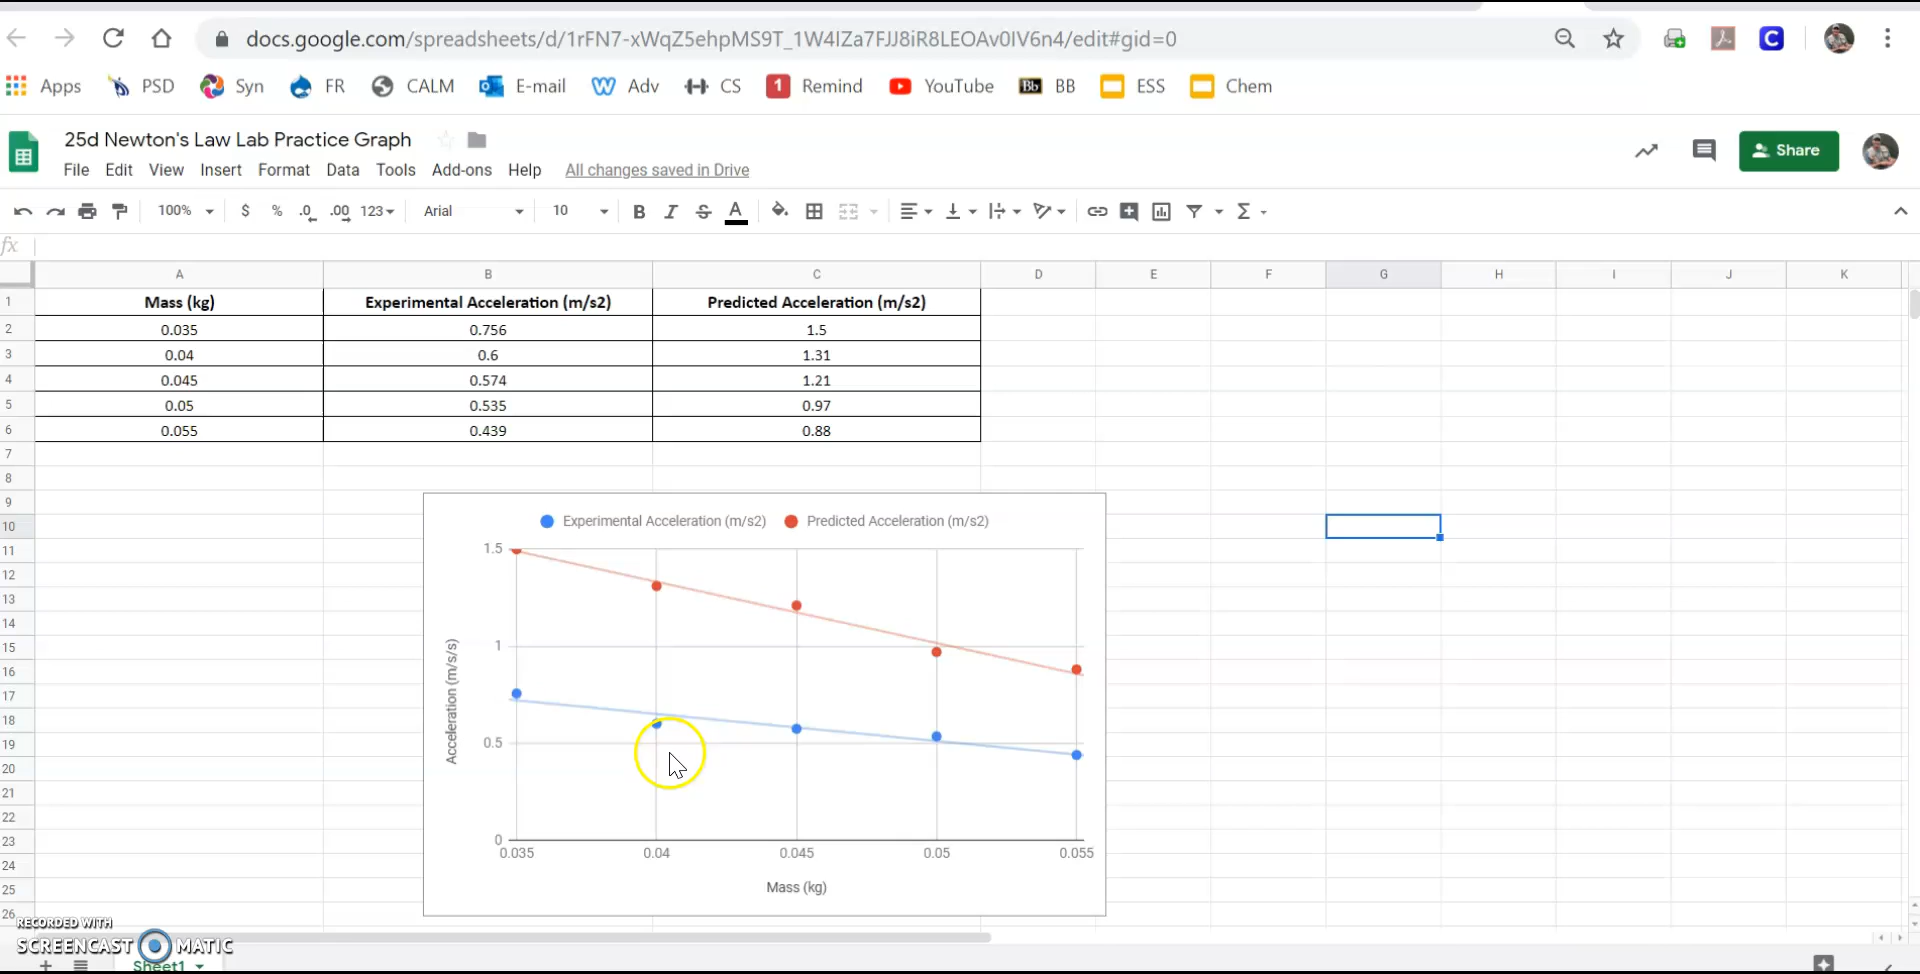 docs.google.com/spreadsheets/d/1rFN7-xWqZ5ehpMS9T_1W4IZa7FJJ8iR8LEOAv0IV6n4/edit#gid=0
Apps PSD Syn FR CALM E-mail Adv CS 1 Remind YouTube Bb BB ESS Chem
25d Newton's Law Lab Practice Graph
File Edit View Insert Format Data Tools Add-ons Help All changes saved in Drive
Share
100% $ % .0 .00 123 Arial 10 B I S A Σ
fx
A B C D E F G H I J K
1 Mass (kg) Experimental Acceleration (m/s2) Predicted Acceleration (m/s2)
2 0.035 0.756 1.5
3 0.04 0.6 1.31
4 0.045 0.574 1.21
5 0.05 0.535 0.97
6 0.055 0.439 0.88
7
8
9
10
11
12
13
14
15
16
17
18
19
20
21
22
23
24
25
26
Experimental Acceleration (m/s2) Predicted Acceleration (m/s2)
1.5
1
0.5
0
Acceleration (m/s/s)
0.035 0.04 0.045 0.05 0.055
Mass (kg)
RECORDED WITH
SCREENCAST MATIC
Sheet1